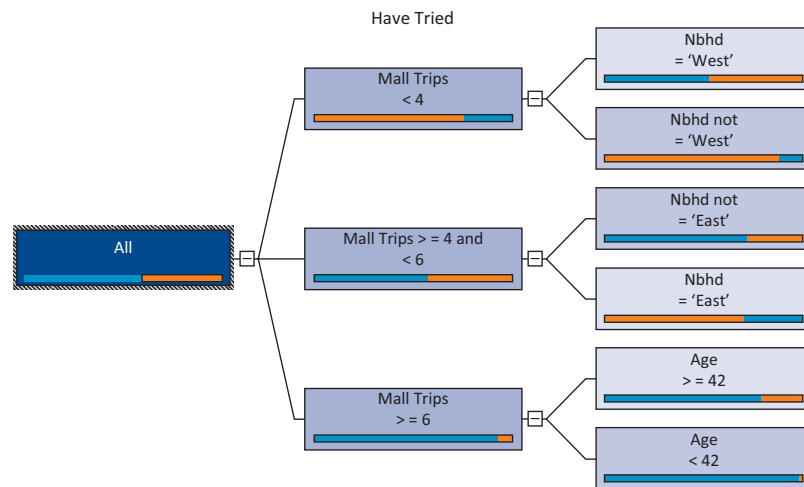 Have Tried
All
Mall Trips
< 4
Mall Trips > = 4 and
< 6
Mall Trips
> = 6
Nbhd
= ‘West’
Nbhd not
= ‘West’
Nbhd not
= ‘East’
Nbhd
= ‘East’
Age
> = 42
Age
< 42